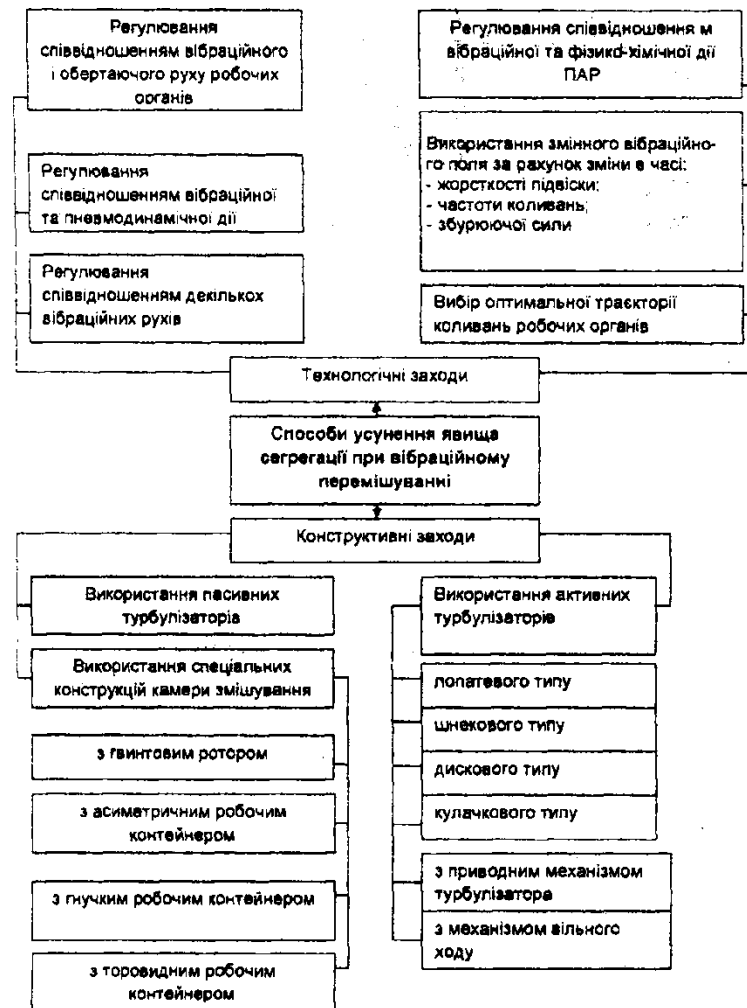 Регулювання
співвідношенням вібраційного
і обертаючого руху робочих
органів
Регулювання співвідношення м
вібраційної та фізико-хімічної дії
ПАР
Регулювання
співвідношенням вібраційної
та пневмодинамічної дії
Використання змінного вібраційно-
го поля за рахунок зміни в часі:
- жорсткості підвіски;
- частоти коливань;
- збурюючої сили
Регулювання
співвідношенням декількох
вібраційних рухів
Вибір оптимальної траєкторії
коливань робочих органів
Технологічні заходи
Способи усунення явища
сегрегації при вібраційному
перемішуванні
Конструктивні заходи
Використання пасивних
турбулізаторів
Використання спеціальних
конструкцій камери змішування
з гвинтовим ротором
з асиметричним робочим
контейнером
з гнучким робочим контейнером
з торовидним робочим
контейнером
Використання активних
турбулізаторів
лопатевого типу
шнекового типу
дискового типу
кулачкового типу
з приводним механізмом
турбулізатора
з механізмом вільного
ходу